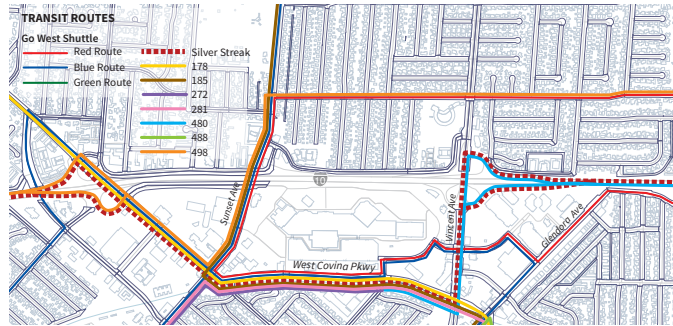 TRANSIT ROUTES
Go West Shuttle
Red Route
Blue Route
Green Route
Silver Streak
178
185
272
281
480
488
498
Sunset Ave
10
Vincent Ave
Glendora Ave
West Covina Pkwy